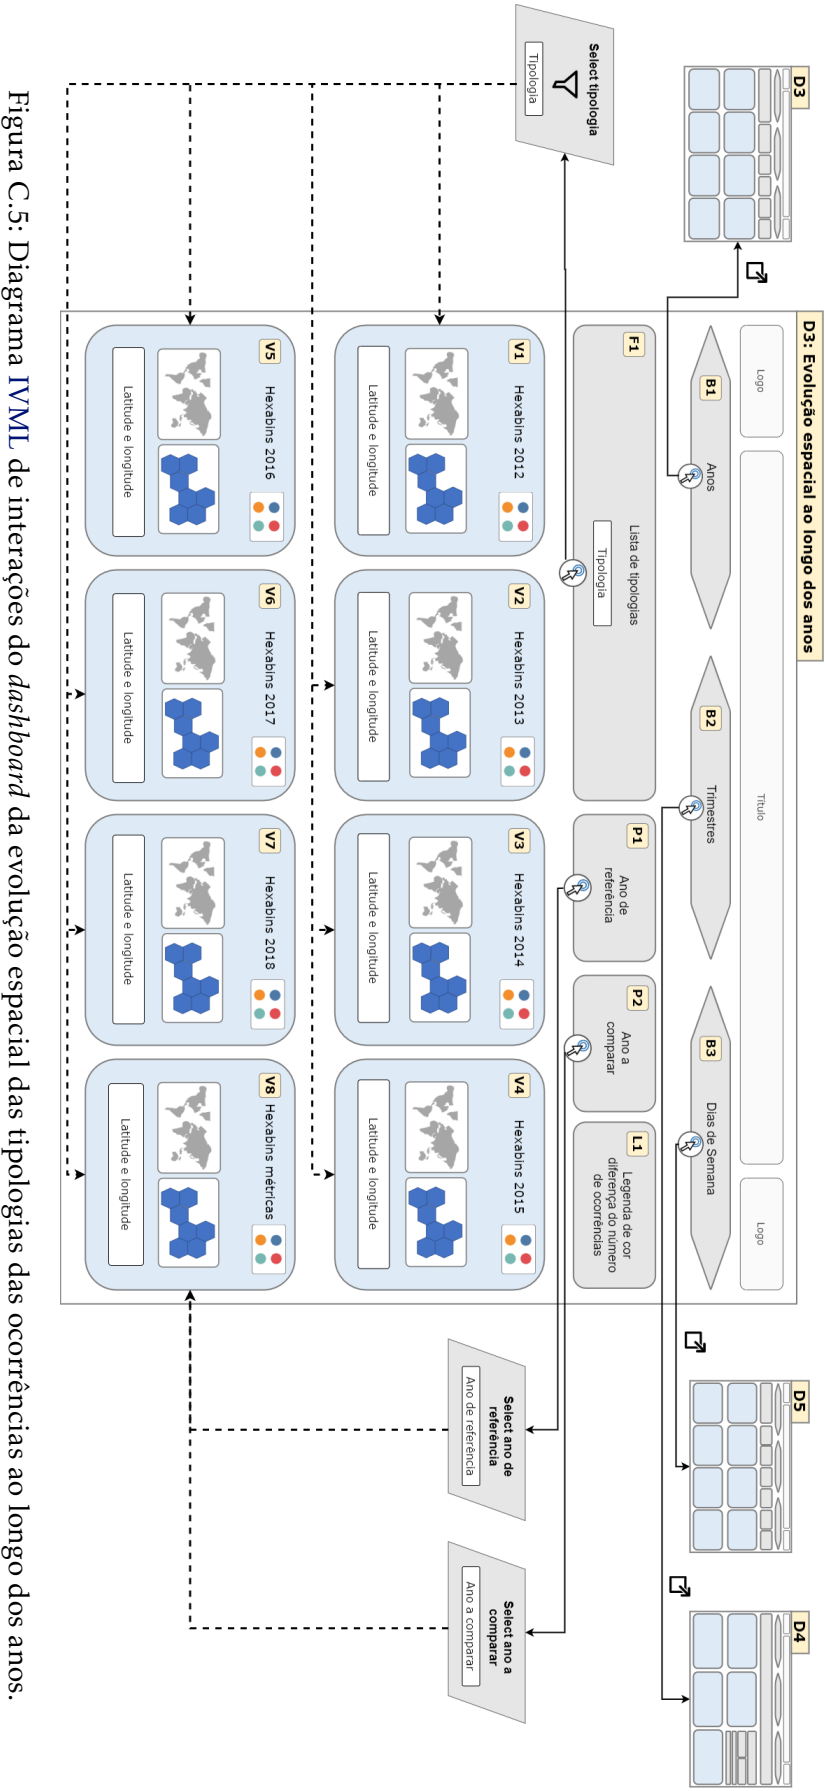 D3
D3: Evolução espacial ao longo dos anos
D5
D4
Logo
Título
Logo
B1
Anos
B2
Trimestres
B3
Dias de Semana
Select tipologia
Tipologia
F1
Lista de tipologias
Tipologia
P1
Ano de
referência
P2
Ano a
comparar
L1
Legenda de cor
diferença do número
de ocorrências
V1
Hexabins 2012
Latitude e longitude
V2
Hexabins 2013
Latitude e longitude
V3
Hexabins 2014
Latitude e longitude
V4
Hexabins 2015
Latitude e longitude
Select ano de
referência
Ano de referência
Select ano a
comparar
Ano a comparar
V5
Hexabins 2016
Latitude e longitude
V6
Hexabins 2017
Latitude e longitude
V7
Hexabins 2018
Latitude e longitude
V8
Hexabins métricas
Latitude e longitude
Figura C.5: Diagrama IVML de interações do dashboard da evolução espacial das tipologias das ocorrências ao longo dos anos.